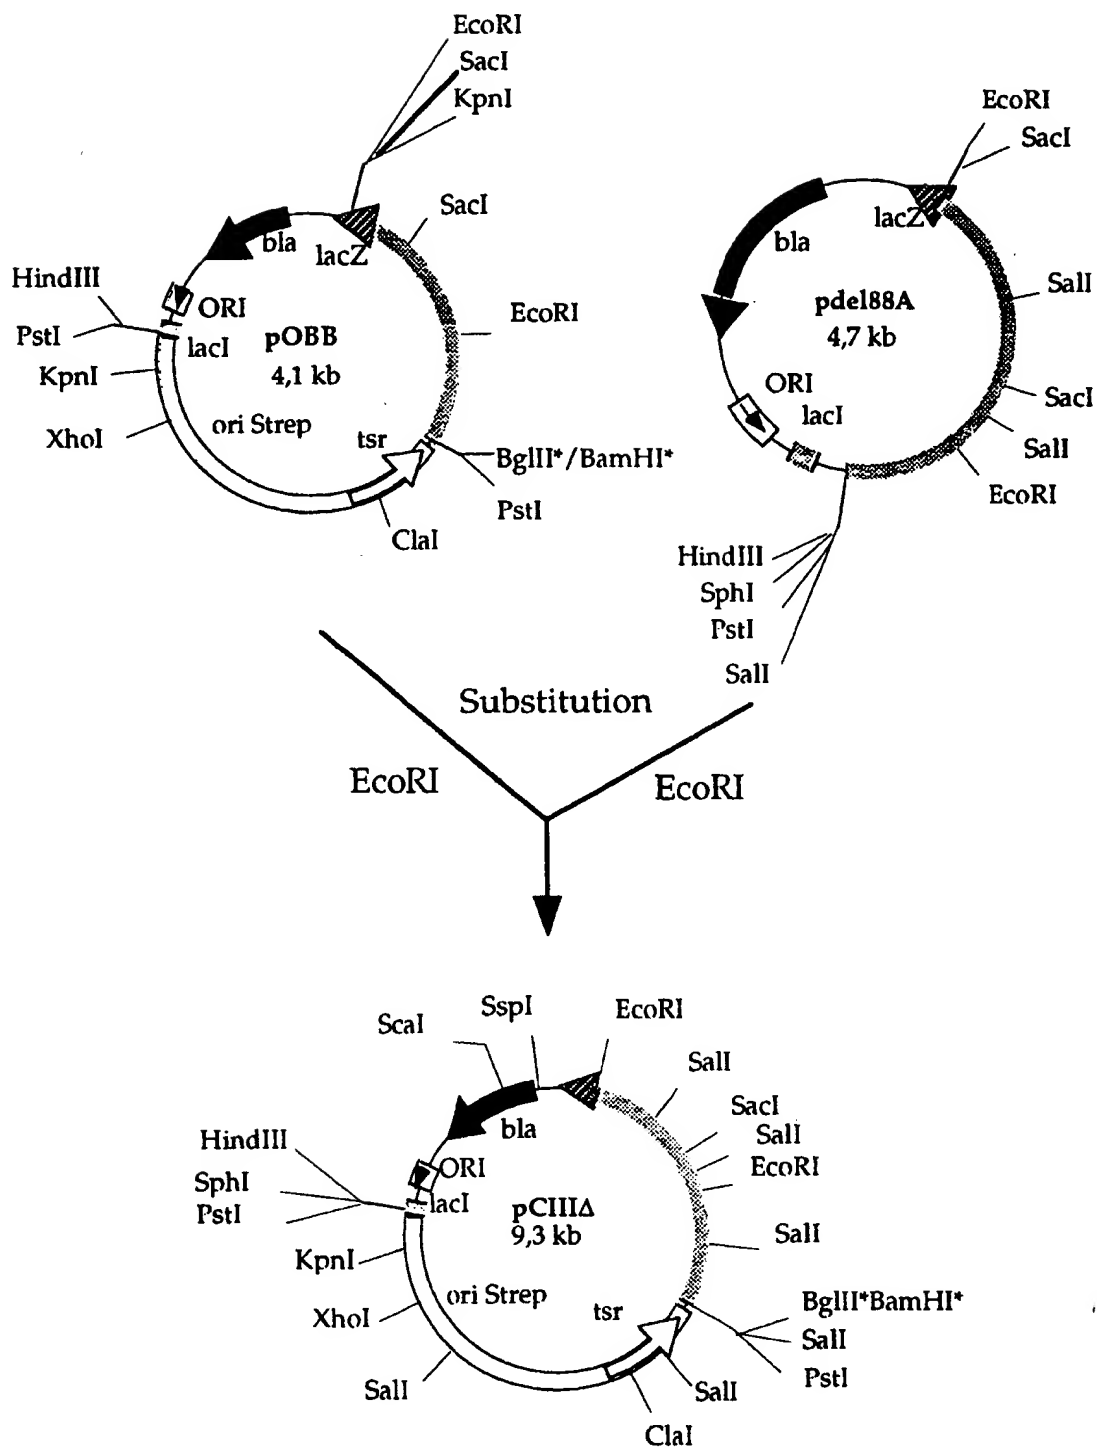 EcoRI
SacI
KpnI
SacI
EcoRI
BglII*/BamHI*
PstI
ClaI
HindIII
PstI
KpnI
XhoI
bla
lacZ
ORI
lacI
pOBB
4,1 kb
ori Strep
tsr
EcoRI
SacI
lacZ
bla
pdel88A
4,7 kb
SalI
SacI
SalI
EcoRI
ORI
lacI
HindIII
SphI
PstI
SalI
Substitution
EcoRI
EcoRI
ScaI
SspI
EcoRI
SalI
SacI
SalI
EcoRI
SalI
BglII*BamHI*
SalI
PstI
SalI
ClaI
SalI
XhoI
KpnI
HindIII
SphI
PstI
bla
ORI
lacI
pCIIIΔ
9,3 kb
ori Strep
tsr